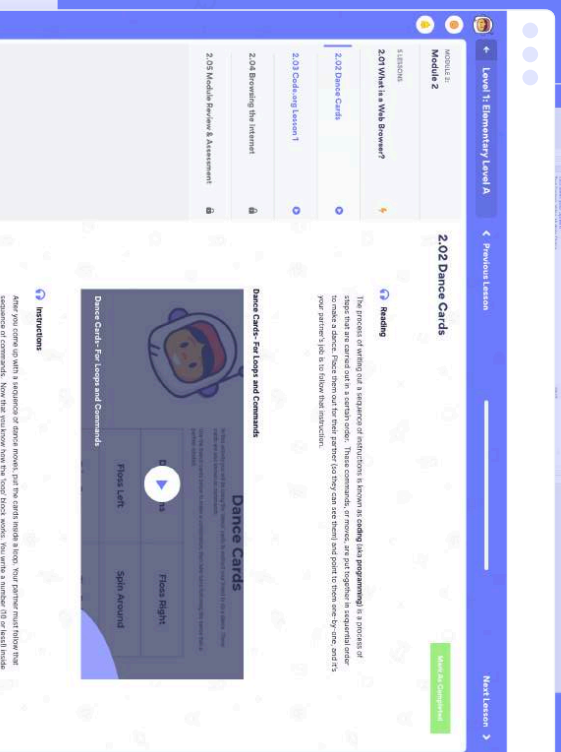 Level 1: Elementary Level A
Previous Lesson
Next Lesson
MODULE 2:
Module 2
5 LESSONS
2.01 What is a Web Browser?
2.02 Dance Cards
2.03 Code.org Lesson 1
2.04 Browsing the Internet
2.05 Module Review & Assessment
2.02 Dance Cards
Mark As Completed
Reading
The process of writing out a sequence of instructions is known as coding (aka programming) is a process of
steps that are carried out in a certain order. These commands, or moves, are put together in sequential order
to make a dance. Place them out for their partner (so they can see them) and point to them one-by-one, and it's
your partner's job is to follow that instruction.
Dance Cards- For Loops and Commands
Dance Cards
Floss Right
Floss Left
Spin Around
Dance Cards- For Loops and Commands
Instructions
After you come up with a sequence of dance moves, put the cards inside a loop. Your partner must follow that
sequence of commands. Now that you know how the 'loop' block works. You write a number (10 or less) inside